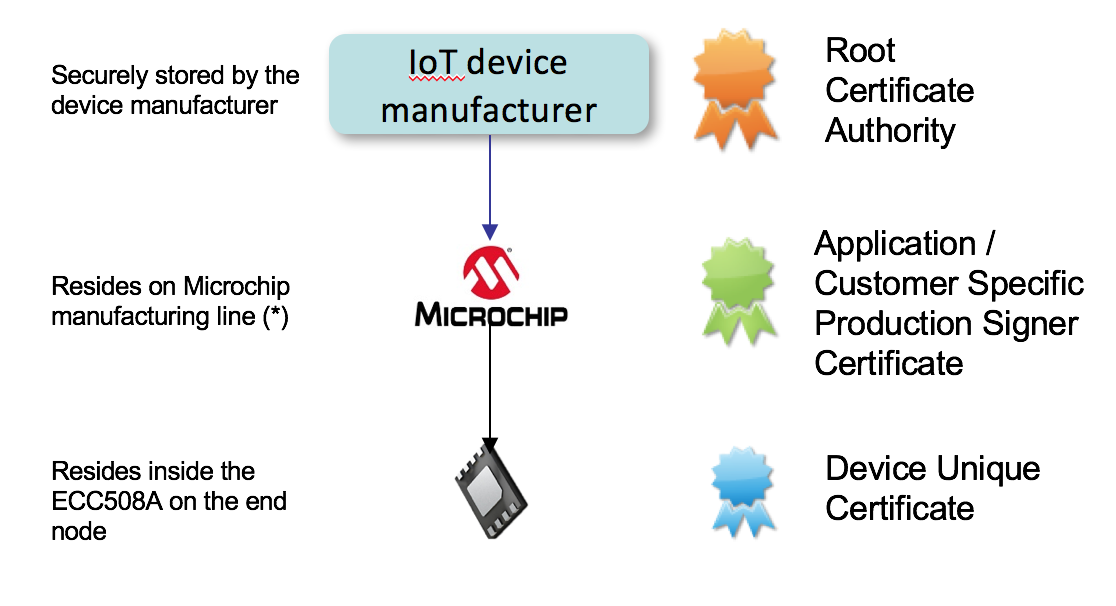 Securely stored by the
device manufacturer
IoT device
manufacturer
Root
Certificate
Authority
Resides on Microchip
manufacturing line (*)
MICROCHIP
®
Application /
Customer Specific
Production Signer
Certificate
Resides inside the
ECC508A on the end
node
Device Unique
Certificate